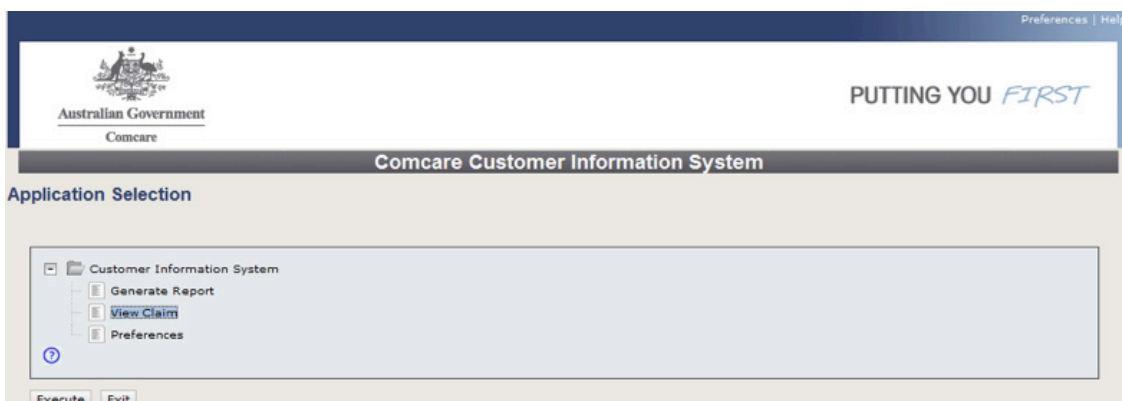 Preferences | Help
Australian Government
Comcare
PUTTING YOU FIRST
Comcare Customer Information System
Application Selection
Customer Information System
Generate Report
View Claim
Preferences
?
Execute Exit